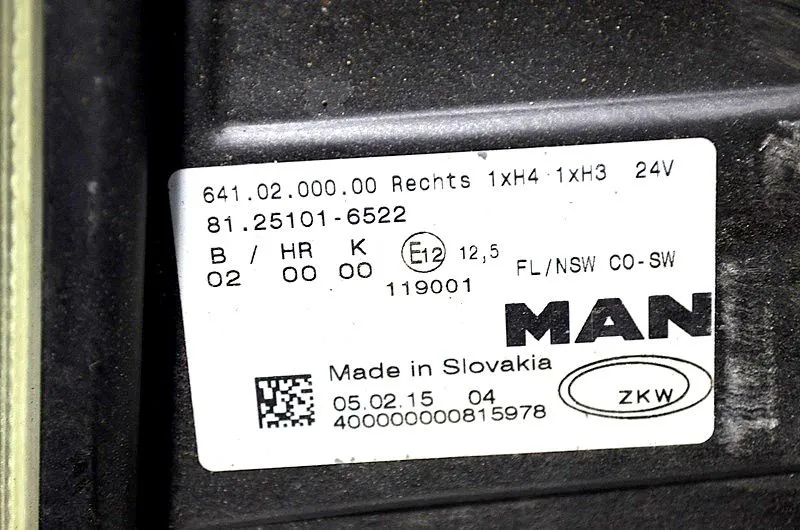 641.02.000.00 Rechts 1xH4 1xH3 24V
81.25101-6522
B / HR K E12 12,5
02 00 00 FL/NSW CO-SW
119001
MAN
Made in Slovakia
05.02.15 04
400000000815978
ZKW